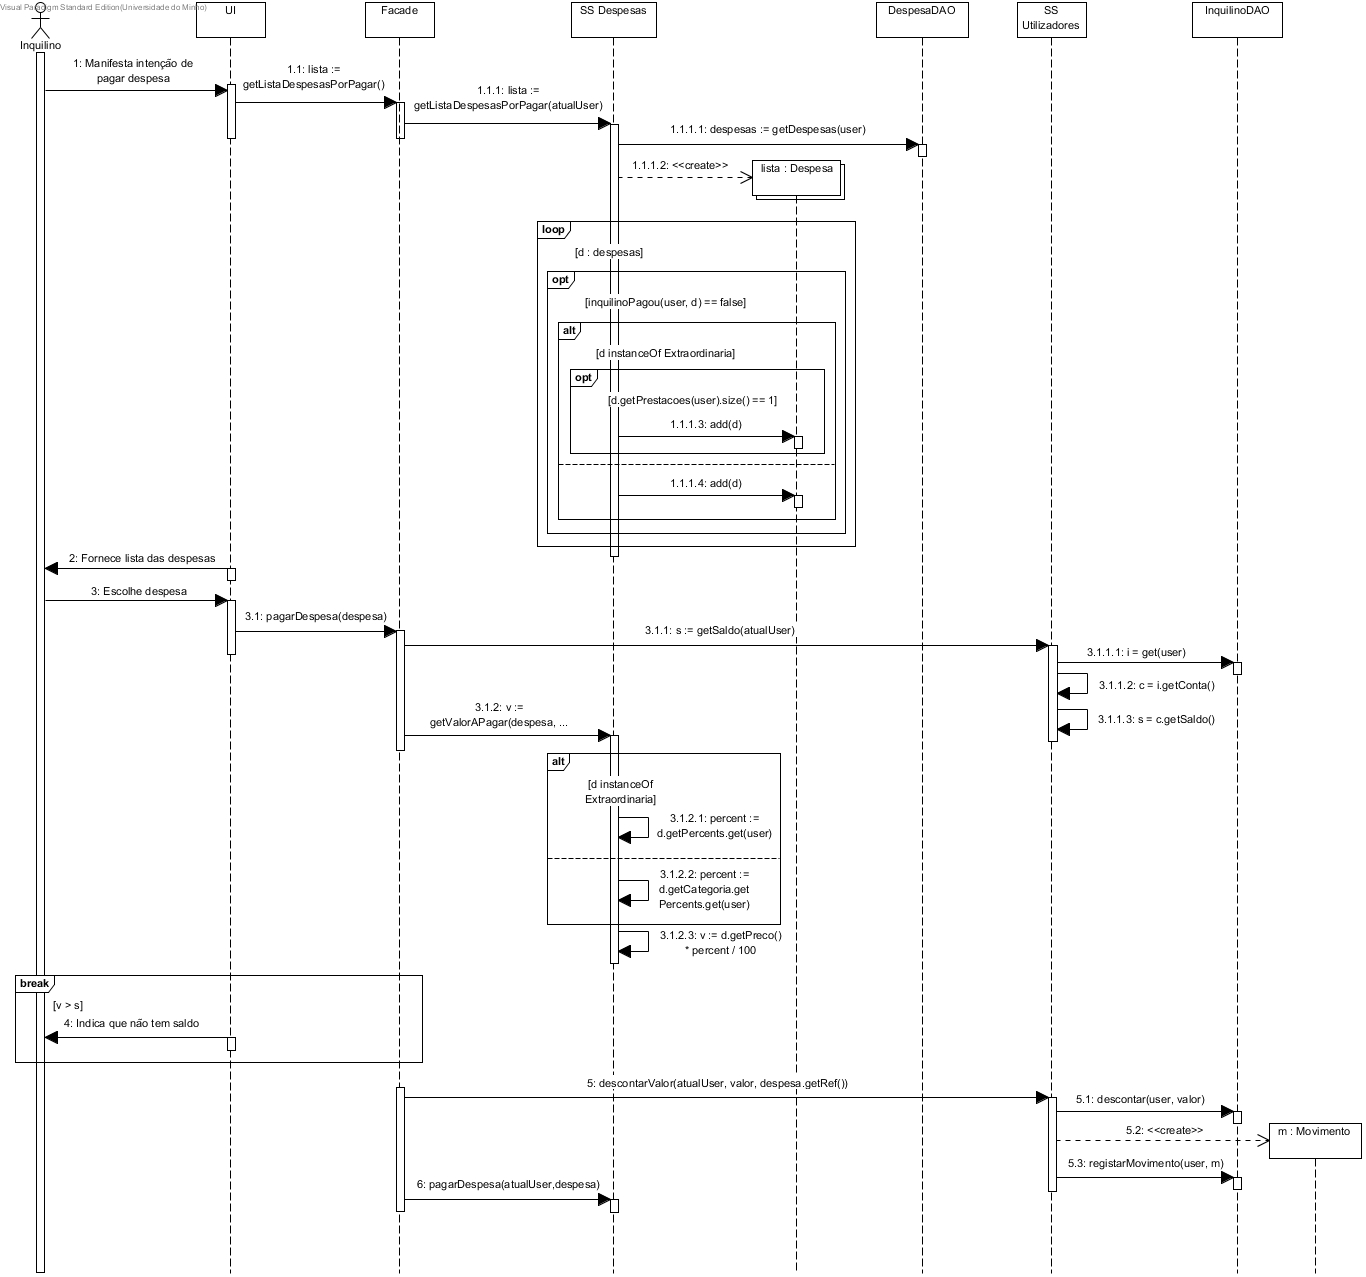 Visual Paradigm Standard Edition(Universidade do Minho)
Inquilino
UI
Facade
SS Despesas
DespesaDAO
SS
Utilizadores
InquilinoDAO
1: Manifesta intenção de
pagar despesa
1.1: lista :=
getListaDespesasPorPagar()
1.1.1: lista :=
getListaDespesasPorPagar(atualUser)
1.1.1.1: despesas := getDespesas(user)
1.1.1.2: <<create>>
lista : Despesa
loop
[d : despesas]
opt
[inquilinoPagou(user, d) == false]
alt
[d instanceOf Extraordinaria]
opt
[d.getPrestacoes(user).size() == 1]
1.1.1.3: add(d)
1.1.1.4: add(d)
2: Fornece lista das despesas
3: Escolhe despesa
3.1: pagarDespesa(despesa)
3.1.1: s := getSaldo(atualUser)
3.1.1.1: i = get(user)
3.1.1.2: c = i.getConta()
3.1.1.3: s = c.getSaldo()
3.1.2: v :=
getValorAPagar(despesa, ...
alt
[d instanceOf
Extraordinaria]
3.1.2.1: percent :=
d.getPercents.get(user)
3.1.2.2: percent :=
d.getCategoria.get
Percents.get(user)
3.1.2.3: v := d.getPreco()
* percent / 100
break
[v > s]
4: Indica que não tem saldo
5: descontarValor(atualUser, valor, despesa.getRef())
5.1: descontar(user, valor)
5.2: <<create>>
m : Movimento
5.3: registarMovimento(user, m)
6: pagarDespesa(atualUser,despesa)